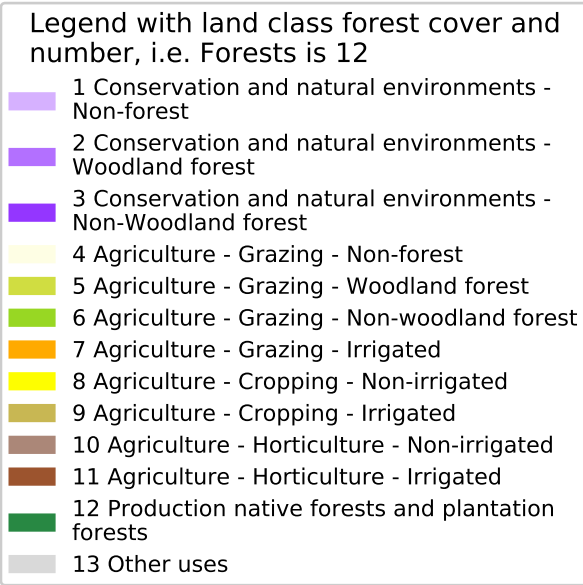 Legend with land class forest cover and
number, i.e. Forests is 12
1 Conservation and natural environments -
Non-forest
2 Conservation and natural environments -
Woodland forest
3 Conservation and natural environments -
Non-Woodland forest
4 Agriculture - Grazing - Non-forest
5 Agriculture - Grazing - Woodland forest
6 Agriculture - Grazing - Non-woodland forest
7 Agriculture - Grazing - Irrigated
8 Agriculture - Cropping - Non-irrigated
9 Agriculture - Cropping - Irrigated
10 Agriculture - Horticulture - Non-irrigated
11 Agriculture - Horticulture - Irrigated
12 Production native forests and plantation
forests
13 Other uses